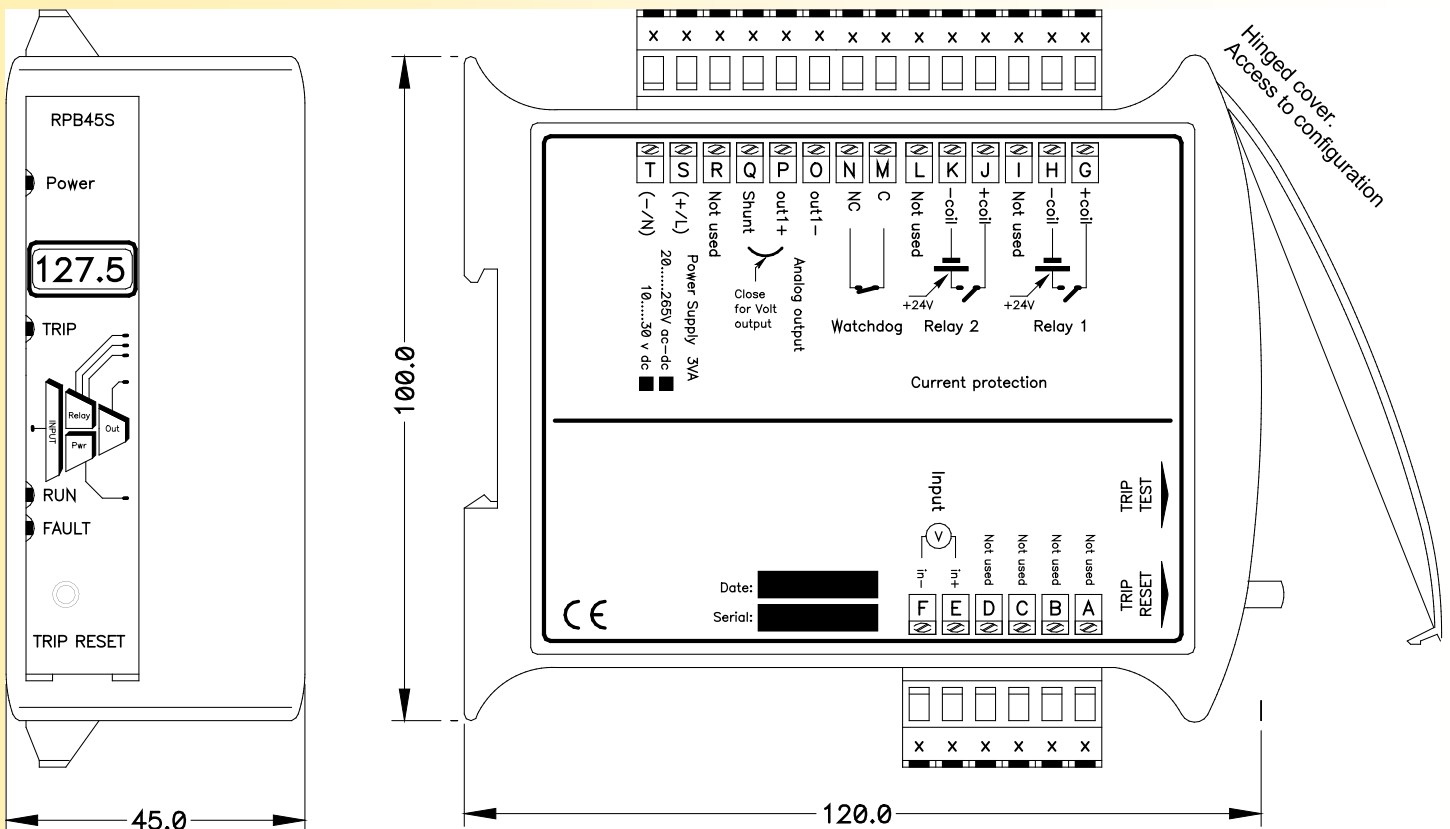 RPB45S
Power
127.5
TRIP
INPUT
Relay
Pwr
Out
RUN
FAULT
TRIP RESET
45.0
100.0
x x x x x x x x x x x x x x
T S R Q P O N M L K J I H G
(-/N)
(+/L)
Not used
Shunt
out1+
out1-
NC
C
Not used
-coil
+coil
Not used
-coil
+coil
Power Supply 3VA
20......265V ac-dc
10.....30 v dc
Close
for Volt
output
Analog output
Watchdog
+24V
Relay 2
+24V
Relay 1
Current protection
Input
V
in-
in+
Not used
Not used
Not used
Not used
F E D C B A
TRIP
TEST
TRIP
RESET
Date:
Serial:
CE
x x x x x x
120.0
Hinged cover.
Access to configuration